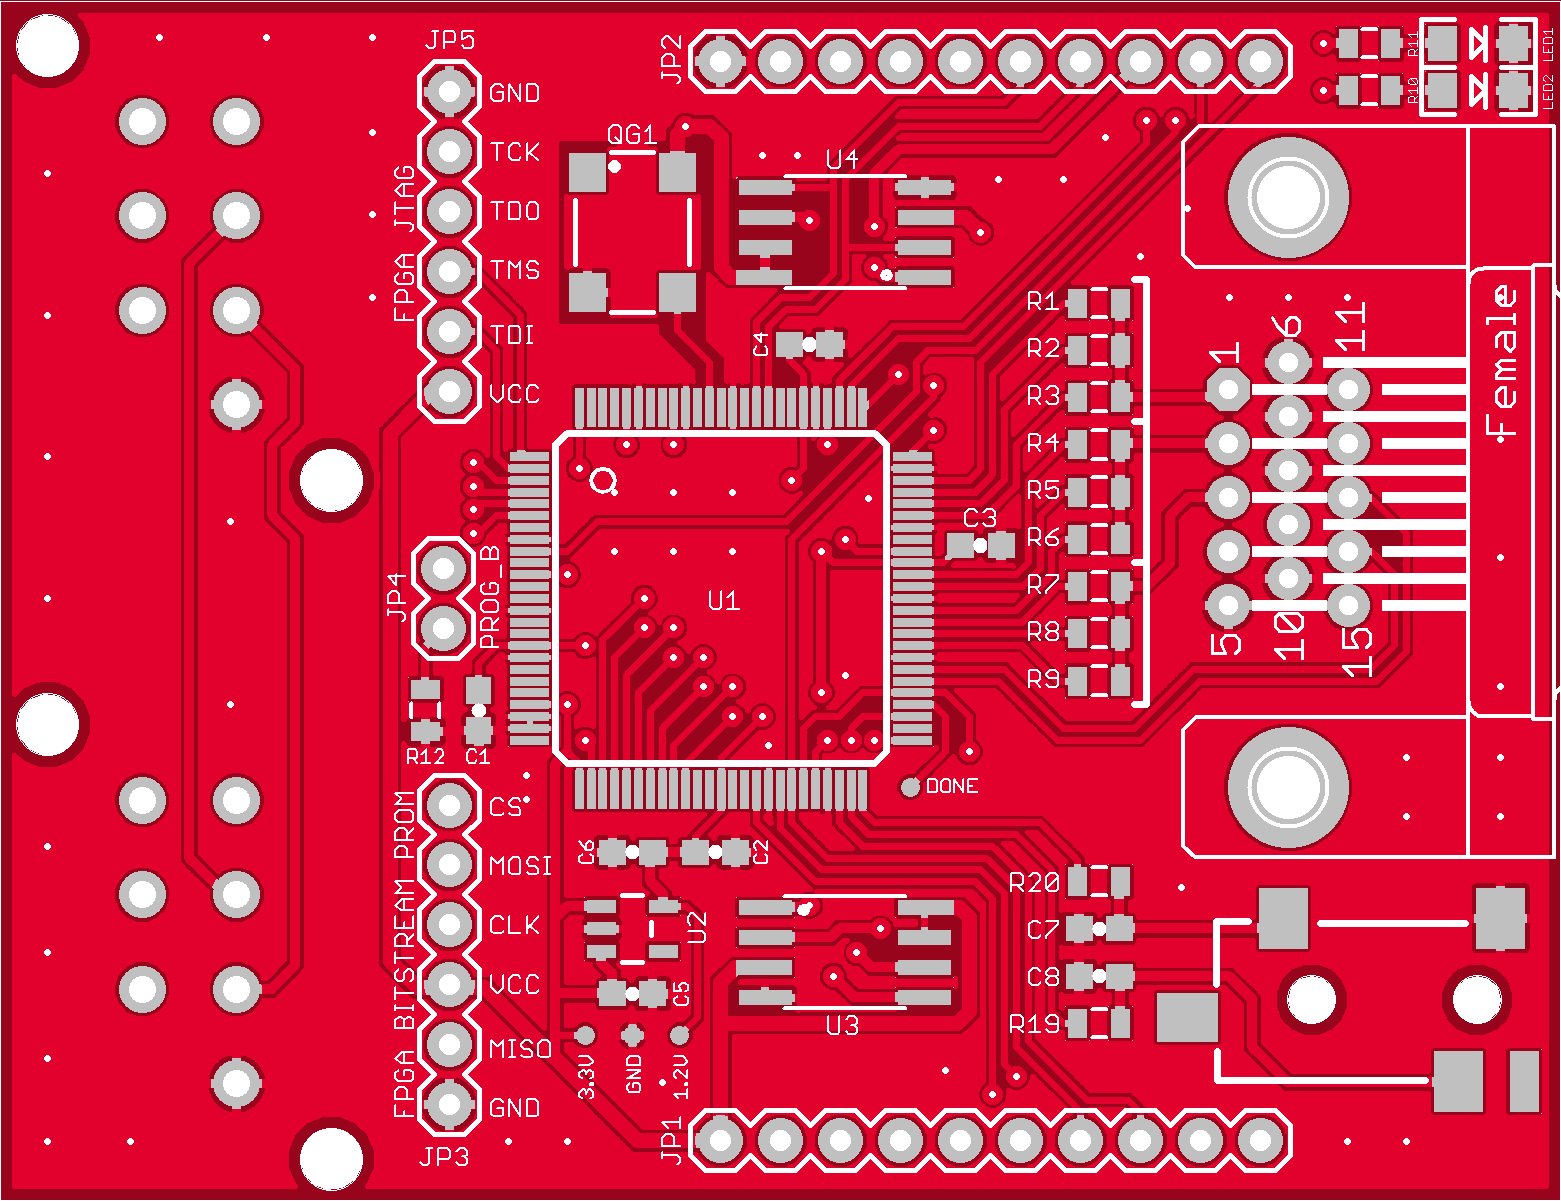 JP5
JP2
R11
LED1
R10
LED2
GND
TCK
TDO
TMS
TDI
VCC
FPGA JTAG
QG1
U4
C4
R1
R2
R3
R4
R5
R6
R7
R8
R9
1
6
11
5
10
15
Female
C3
U1
JP4
PROG_B
R12
C1
DONE
CS
MOSI
CLK
VCC
MISO
GND
FPGA BITSTREAM PROM
JP3
C6
C2
U2
C5
3.3V
GND
1.2V
U3
R20
C7
C8
R19
JP1